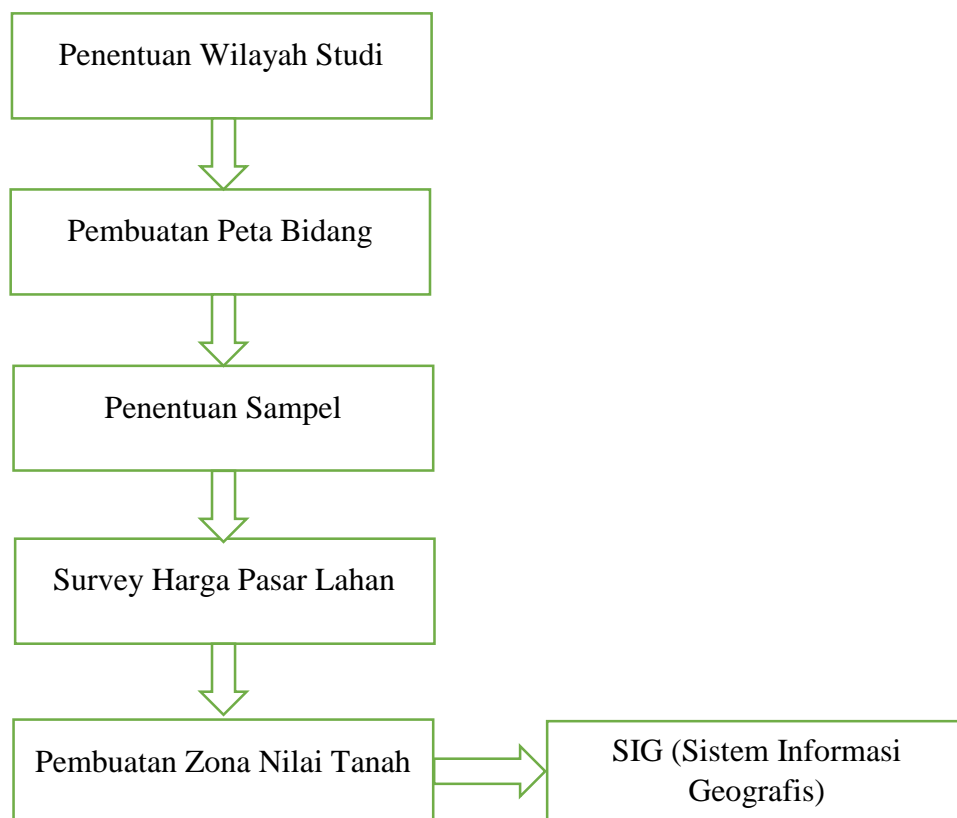 Penentuan Wilayah Studi
Pembuatan Peta Bidang
Penentuan Sampel
Survey Harga Pasar Lahan
Pembuatan Zona Nilai Tanah
SIG (Sistem Informasi
Geografis)